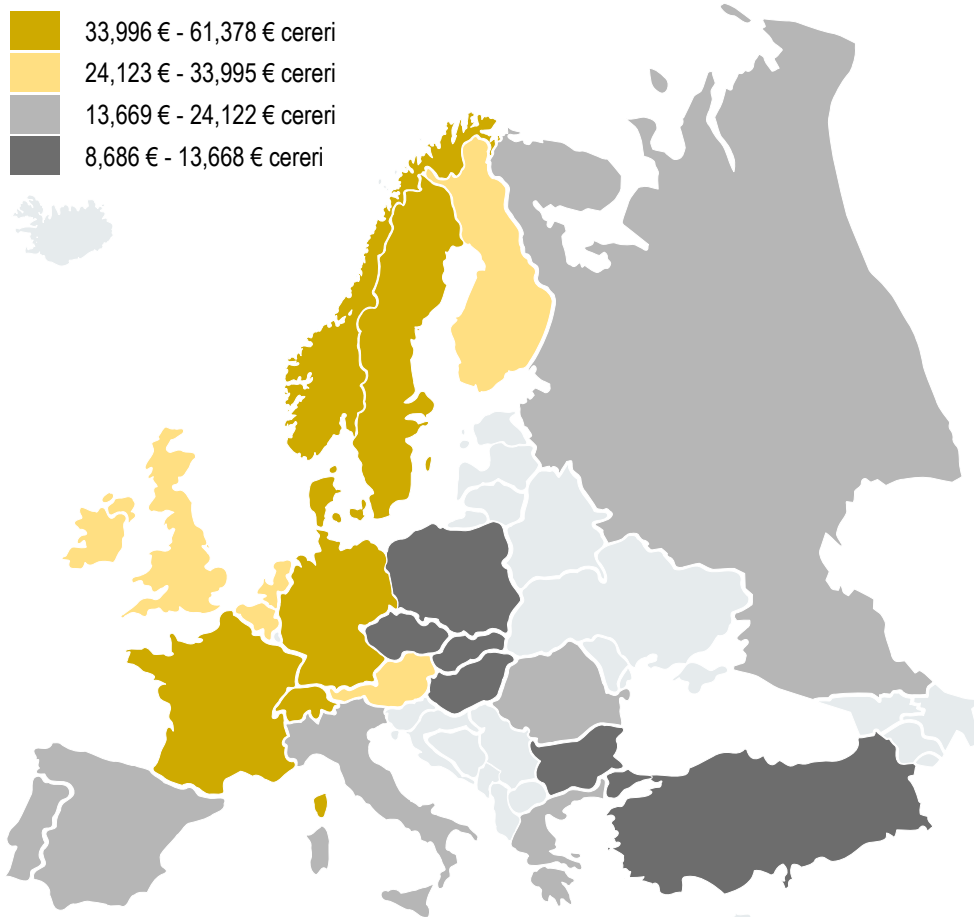 33,996 € - 61,378 € cereri
24,123 € - 33,995 € cereri
13,669 € - 24,122 € cereri
8,686 € - 13,668 € cereri